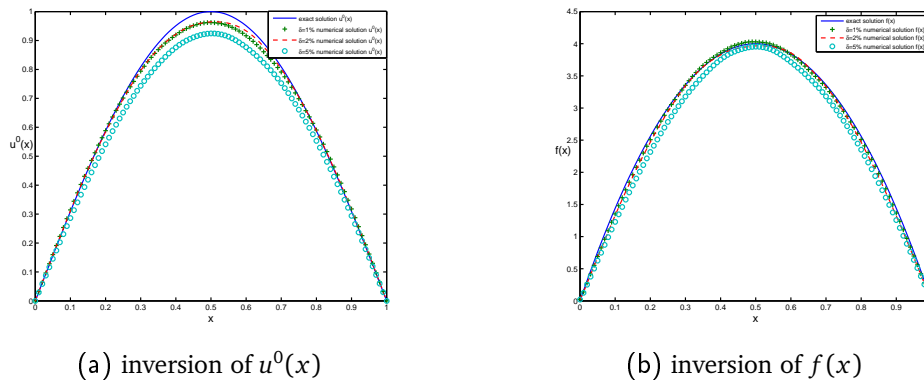 exact solution u⁰(x)
δ=1% numerical solution u⁰(x)
δ=2% numerical solution u⁰(x)
δ=5% numerical solution u⁰(x)
1
0.9
0.8
0.7
0.6
u⁰(x)
0.5
0.4
0.3
0.2
0.1
0
0 0.1 0.2 0.3 0.4 0.5 0.6 0.7 0.8 0.9 1
x
(a) inversion of u⁰(x)
exact solution f(x)
δ=1% numerical solution f(x)
δ=2% numerical solution f(x)
δ=5% numerical solution f(x)
4.5
4
3.5
3
2.5
f(x)
2
1.5
1
0.5
0
0 0.1 0.2 0.3 0.4 0.5 0.6 0.7 0.8 0.9
x
(b) inversion of f(x)